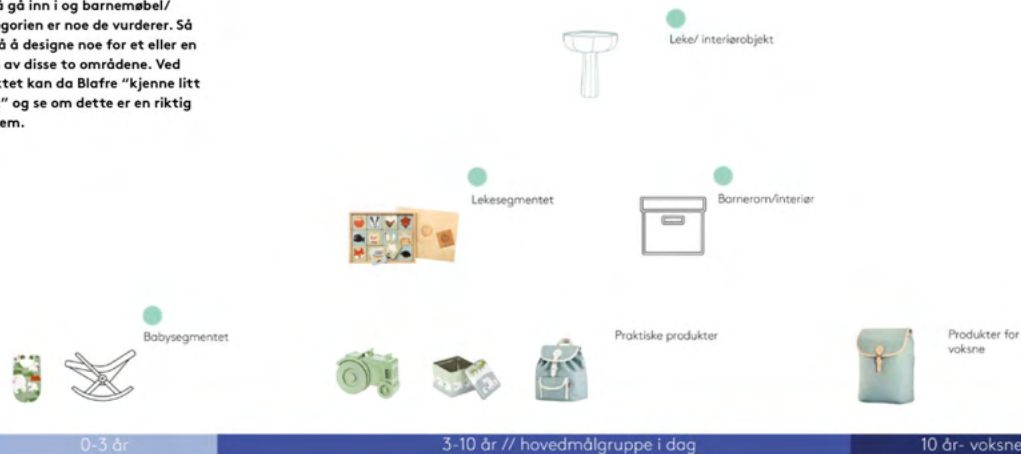 å gå inn i og barnemøbel/
gorien er noe de vurderer. Så
å å designe noe for et eller en
av disse to områdene. Ved
ktet kan da Blafre “kjenne litt
” og se om dette er en riktig
em.
Leke/ interiørobjekt
Lekesegmentet
Barnerom/interiør
Babysegmentet
Praktiske produkter
Produkter for
voksne
0-3 år
3-10 år // hovedmålgruppe i dag
10 år- voksne